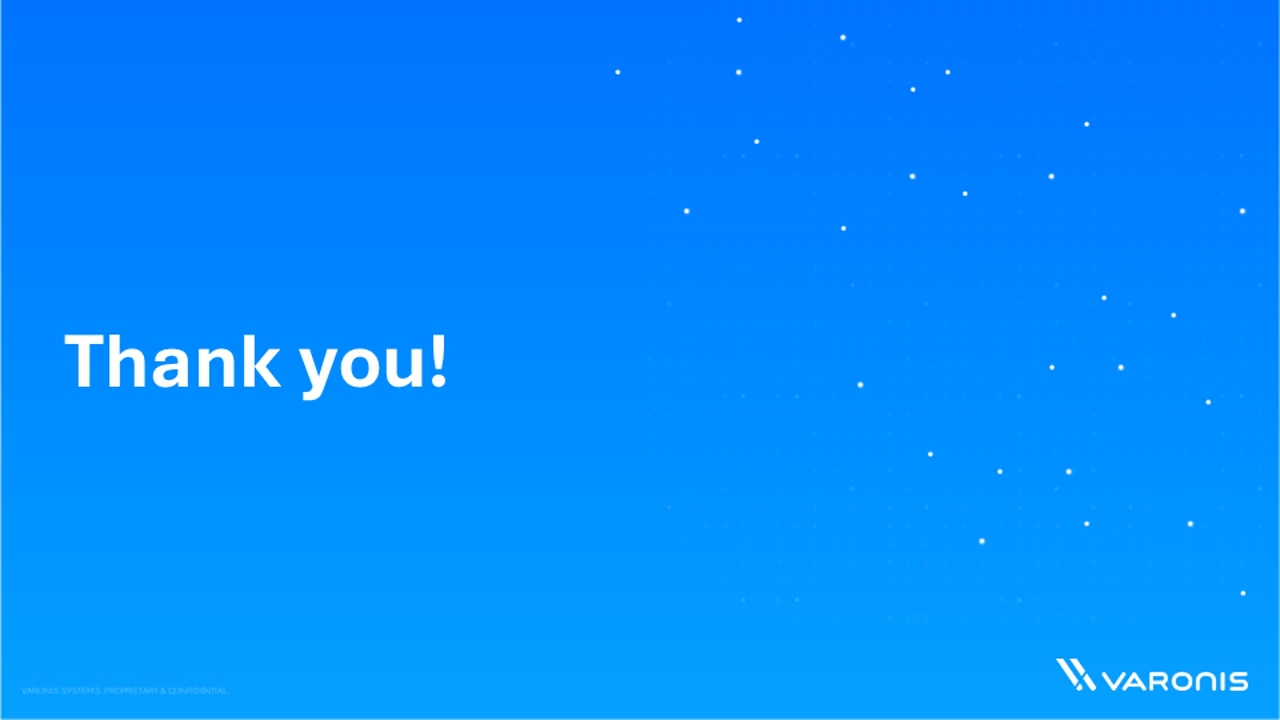 Thank you!
VARONIS SYSTEMS. PROPRIETARY & CONFIDENTIAL.
VARONIS